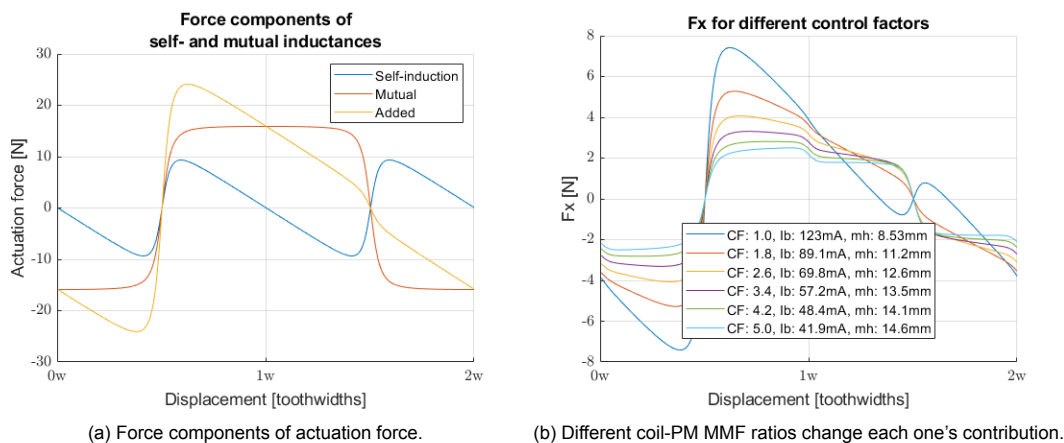 Force components of
self- and mutual inductances
30
20
10
0
-10
-20
-30
Actuation force [N]
Self-induction
Mutual
Added
0w
1w
2w
Displacement [toothwidths]
(a) Force components of actuation force.
Fx for different control factors
8
6
4
2
0
-2
-4
-6
-8
Fx [N]
CF: 1.0, Ib: 123mA, mh: 8.53mm
CF: 1.8, Ib: 89.1mA, mh: 11.2mm
CF: 2.6, Ib: 69.8mA, mh: 12.6mm
CF: 3.4, Ib: 57.2mA, mh: 13.5mm
CF: 4.2, Ib: 48.4mA, mh: 14.1mm
CF: 5.0, Ib: 41.9mA, mh: 14.6mm
0w
1w
2w
Displacement [toothwidths]
(b) Different coil-PM MMF ratios change each one's contribution.